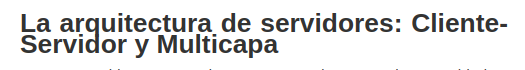 La arquitectura de servidores: Cliente-
Servidor y Multicapa